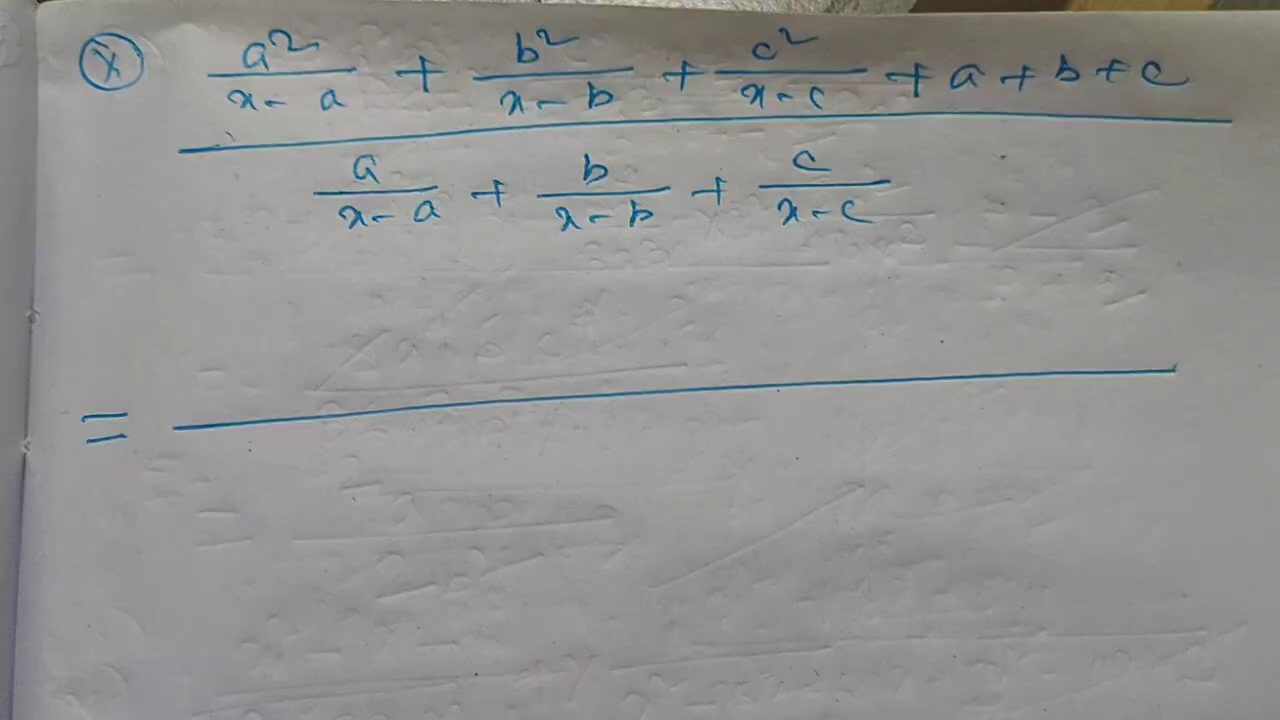 (x) a²/(x-a) + b²/(x-b) + c²/(x-c) + a+b+c
a/(x-a) + b/(x-b) + c/(x-c)
=